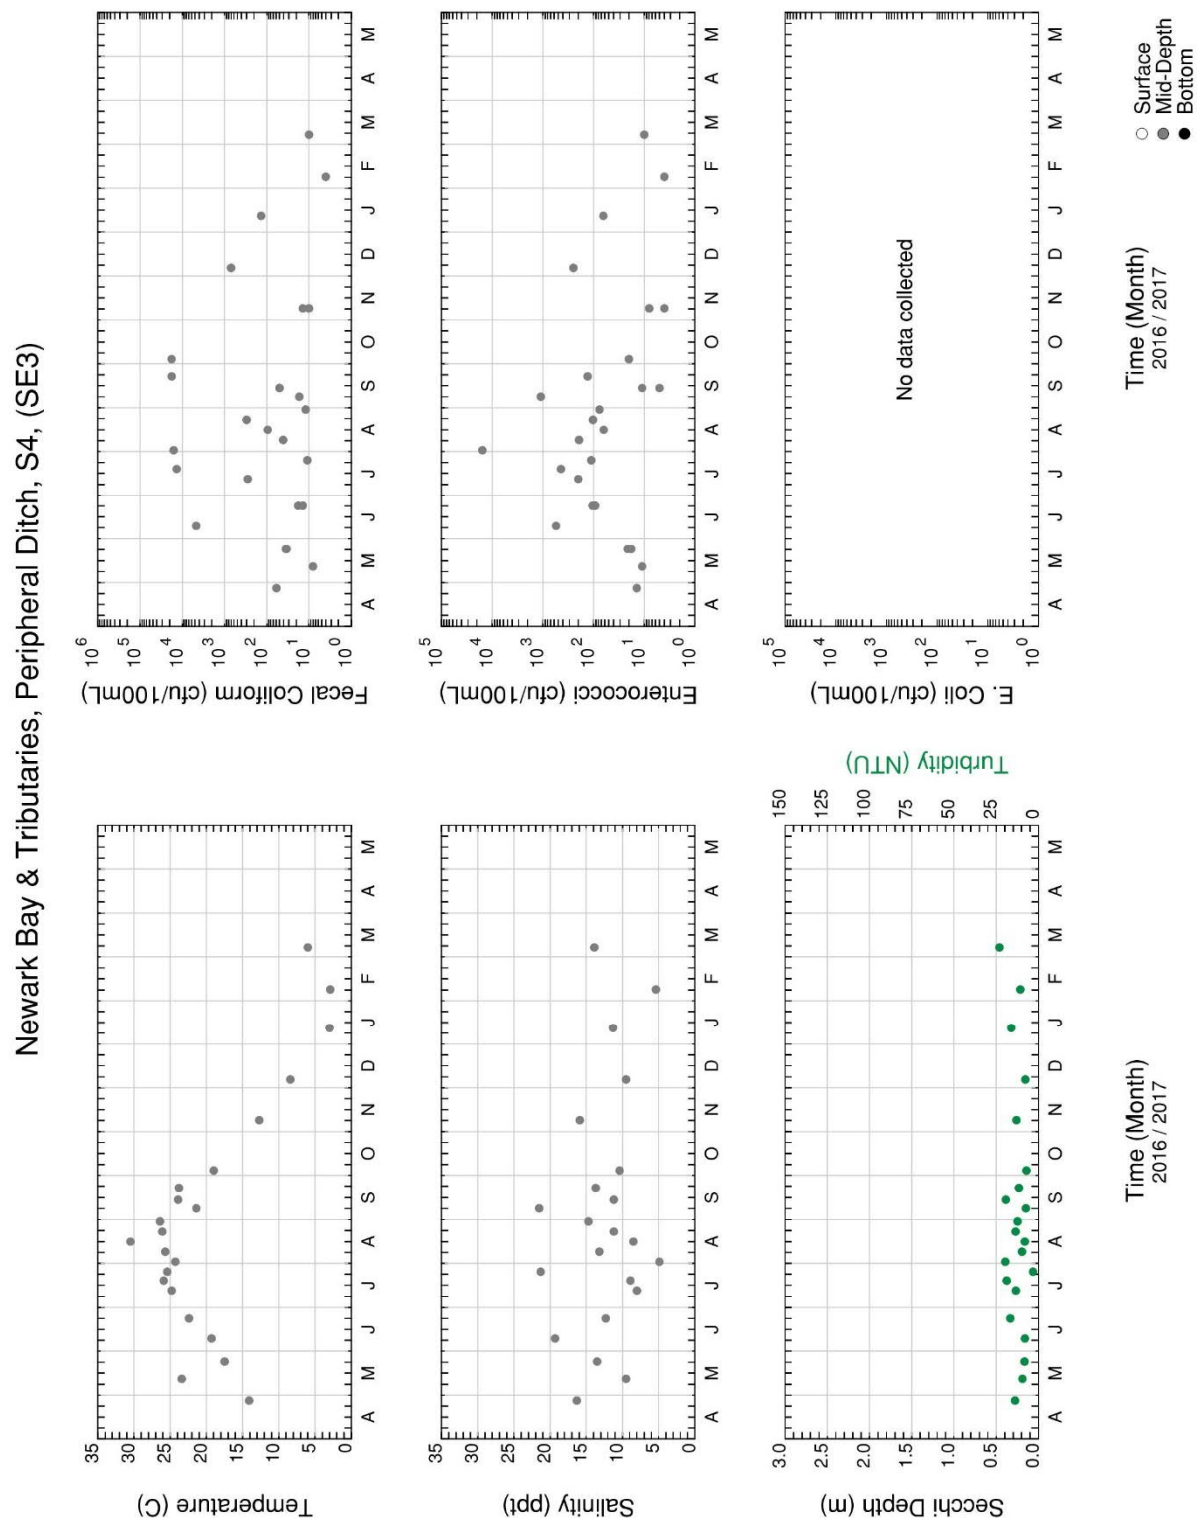 Newark Bay & Tributaries, Peripheral Ditch, S4, (SE3)
Temperature (C)
35
30
25
20
15
10
5
0
A M J J A S O N D J F M A M
Fecal Coliform (cfu/100mL)
10 6
10 5
10 4
10 3
10 2
10 1
10 0
A M J J A S O N D J F M A M
Salinity (ppt)
35
30
25
20
15
10
5
0
A M J J A S O N D J F M A M
Enterococci (cfu/100mL)
10 5
10 4
10 3
10 2
10 1
10 0
A M J J A S O N D J F M A M
Secchi Depth (m)
3.0
2.5
2.0
1.5
1.0
0.5
0.0
Turbidity (NTU)
150
125
100
75
50
25
0
A M J J A S O N D J F M A M
E. Coli (cfu/100mL)
10 5
10 4
10 3
10 2
10 1
10 0
No data collected
A M J J A S O N D J F M A M
Time (Month)
2016 / 2017
Time (Month)
2016 / 2017
Surface
Mid-Depth
Bottom